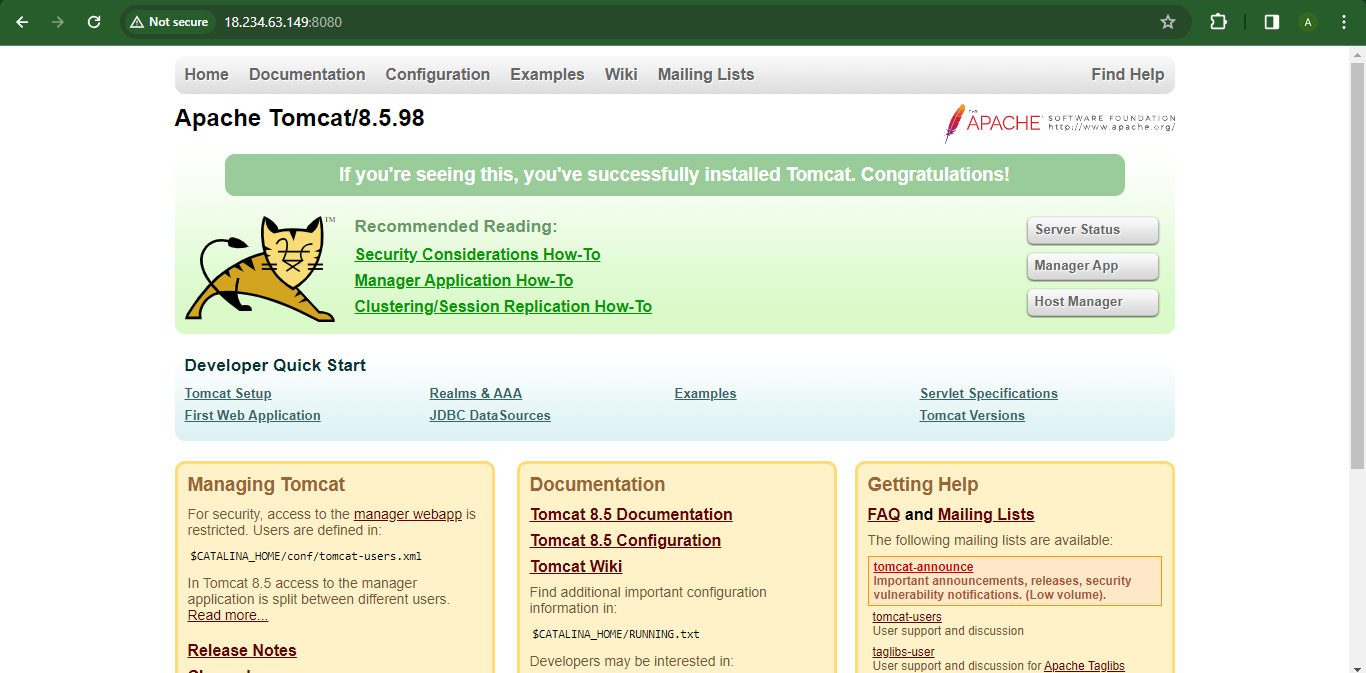 Not secure 18.234.63.149:8080 A
Home Documentation Configuration Examples Wiki Mailing Lists Find Help
Apache Tomcat/8.5.98
THE
APACHE SOFTWARE FOUNDATION
http://www.apache.org/
If you're seeing this, you've successfully installed Tomcat. Congratulations!
TM
Recommended Reading:
Security Considerations How-To
Manager Application How-To
Clustering/Session Replication How-To
Server Status
Manager App
Host Manager
Developer Quick Start
Tomcat Setup
First Web Application
Realms & AAA
JDBC DataSources
Examples
Servlet Specifications
Tomcat Versions
Managing Tomcat
For security, access to the manager webapp is
restricted. Users are defined in:
$CATALINA_HOME/conf/tomcat-users.xml
In Tomcat 8.5 access to the manager
application is split between different users.
Read more...
Release Notes
Documentation
Tomcat 8.5 Documentation
Tomcat 8.5 Configuration
Tomcat Wiki
Find additional important configuration
information in:
$CATALINA_HOME/RUNNING.txt
Developers may be interested in:
Getting Help
FAQ and Mailing Lists
The following mailing lists are available:
tomcat-announce
Important announcements, releases, security
vulnerability notifications. (Low volume).
tomcat-users
User support and discussion
taglibs-user
User support and discussion for Apache Taglibs